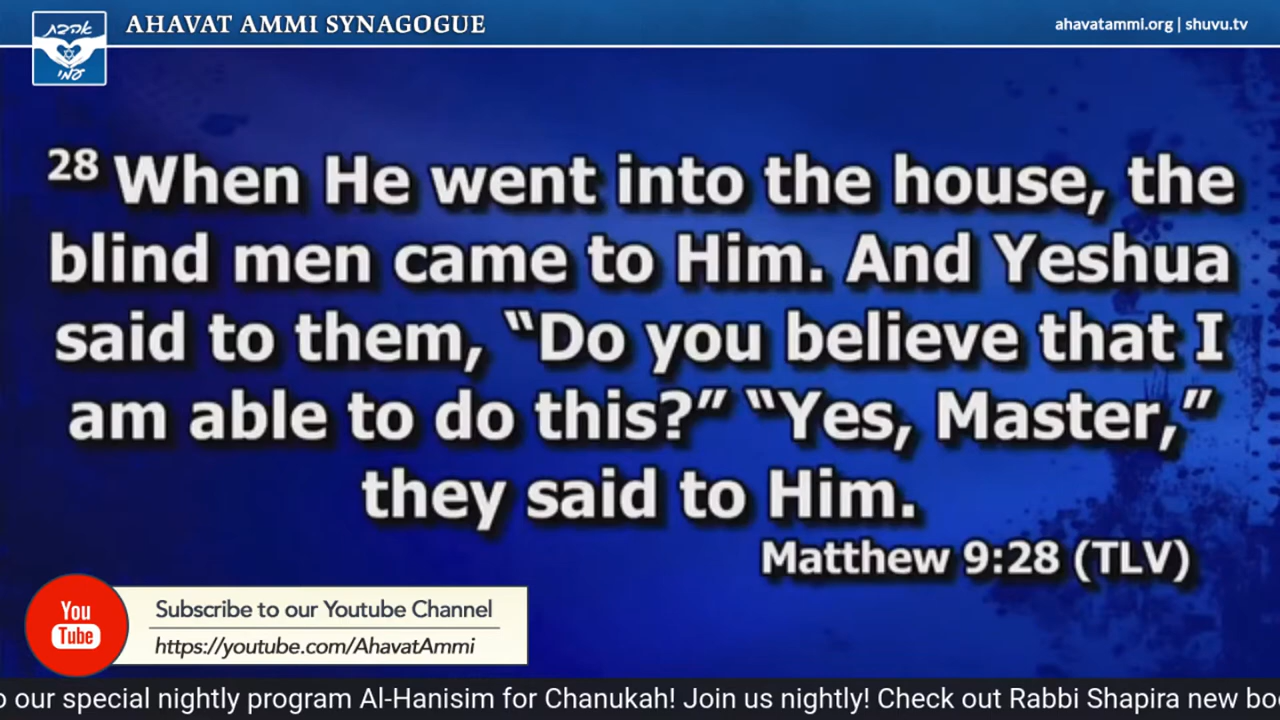 אהבת
עמי
AHAVAT AMMI SYNAGOGUE
ahavatammi.org | shuvu.tv
28 When He went into the house, the
blind men came to Him. And Yeshua
said to them, “Do you believe that I
am able to do this?” “Yes, Master,”
they said to Him.
Matthew 9:28 (TLV)
You
Tube
Subscribe to our Youtube Channel
https://youtube.com/AhavatAmmi
o our special nightly program Al-Hanisim for Chanukah! Join us nightly! Check out Rabbi Shapira new bo